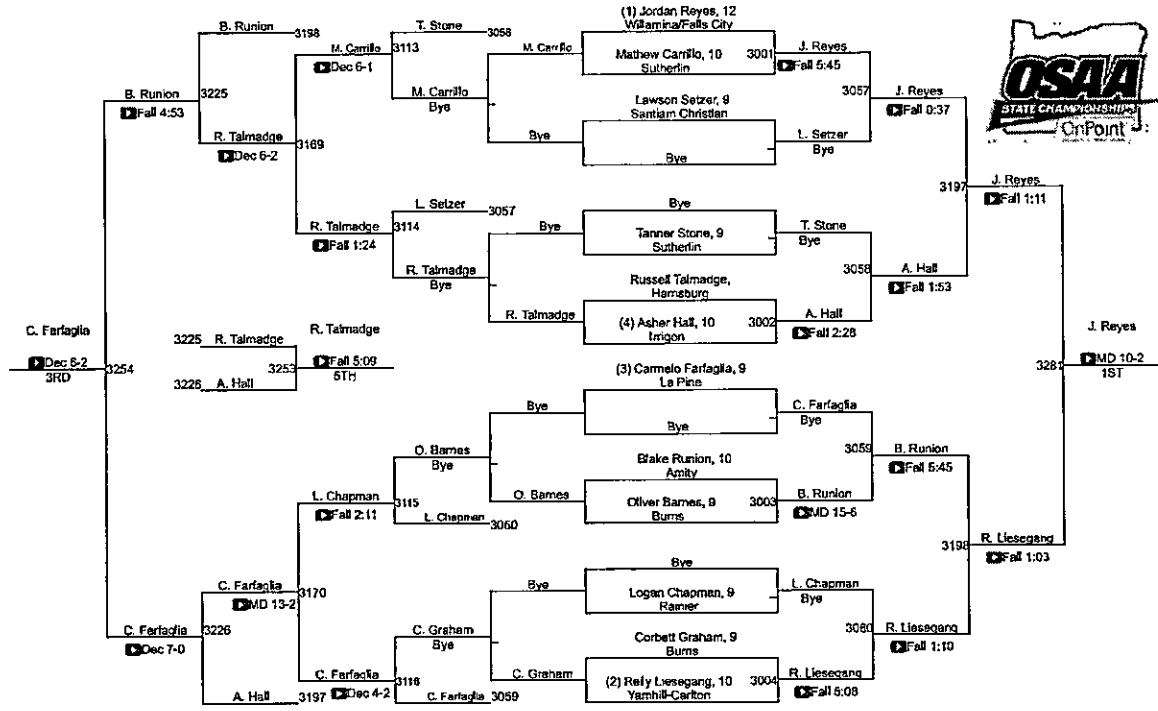 (1) Jordan Reyes, 12
Willamina/Falls City
Mathew Carrillo, 10
Sutherlin
3001
J. Reyes
Fall 5:45
Lawson Setzer, 9
Santiam Christian
Bye
L. Setzer
Bye
3057
J. Reyes
Fall 0:37
Bye
Tanner Stone, 9
Sutherlin
T. Stone
Bye
Russell Talmadge,
Harrisburg
(4) Asher Hall, 10
Irrigon
3002
A. Hall
Fall 2:28
3058
A. Hall
Fall 1:53
3197
J. Reyes
Fall 1:11
(3) Carmelo Farfaglia, 9
La Pine
Bye
C. Farfaglia
Bye
Blake Runion, 10
Amity
Oliver Barnes, 9
Burns
3003
B. Runion
MD 15-6
3059
B. Runion
Fall 5:45
Bye
Logan Chapman, 9
Rainier
L. Chapman
Bye
Corbett Graham, 9
Burns
(2) Reily Liesegang, 10
Yamhill-Carlton
3004
R. Liesegang
Fall 5:08
3060
R. Liesegang
Fall 1:10
3198
R. Liesegang
Fall 1:03
3281
J. Reyes
MD 10-2
1ST
OSAA
STATE CHAMPIONSHIPS
OnPoint
M. Carrillo
Bye
M. Carrillo
Bye
T. Stone
3058
3113
M. Carrillo
Dec 6-1
Bye
R. Talmadge
R. Talmadge
Bye
L. Setzer
3057
3114
R. Talmadge
Fall 1:24
3169
R. Talmadge
Dec 6-2
B. Runion
3198
3225
B. Runion
Fall 4:53
Bye
O. Barnes
O. Barnes
Bye
L. Chapman
3060
3115
L. Chapman
Fall 2:11
Bye
C. Graham
C. Graham
Bye
C. Farfaglia
3059
3116
C. Farfaglia
Dec 4-2
3170
C. Farfaglia
MD 13-2
A. Hall
3197
3226
C. Farfaglia
Dec 7-0
3254
C. Farfaglia
Dec 6-2
3RD
3225
R. Talmadge
3226
A. Hall
3253
R. Talmadge
Fall 5:09
5TH